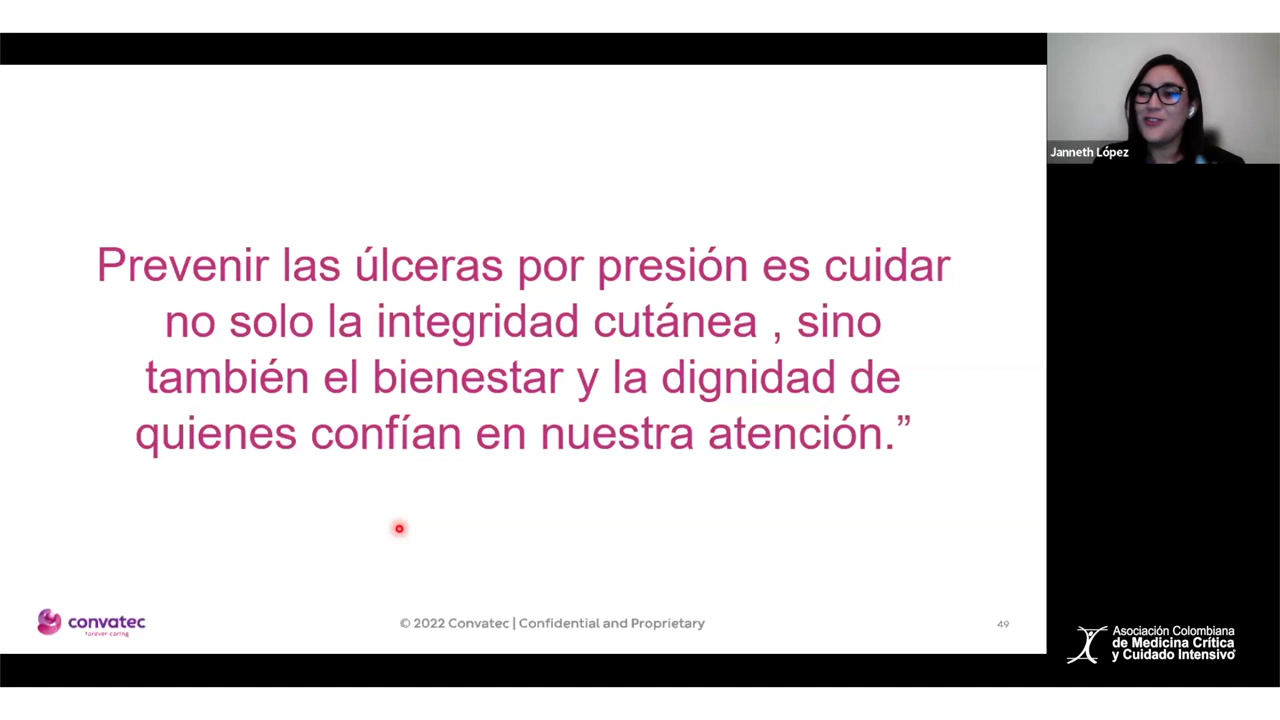 Janneth López
Prevenir las úlceras por presión es cuidar
no solo la integridad cutánea , sino
también el bienestar y la dignidad de
quienes confían en nuestra atención.”
convatec
forever caring
© 2022 Convatec | Confidential and Proprietary
49
Asociación Colombiana
de Medicina Crítica
y Cuidado Intensivo